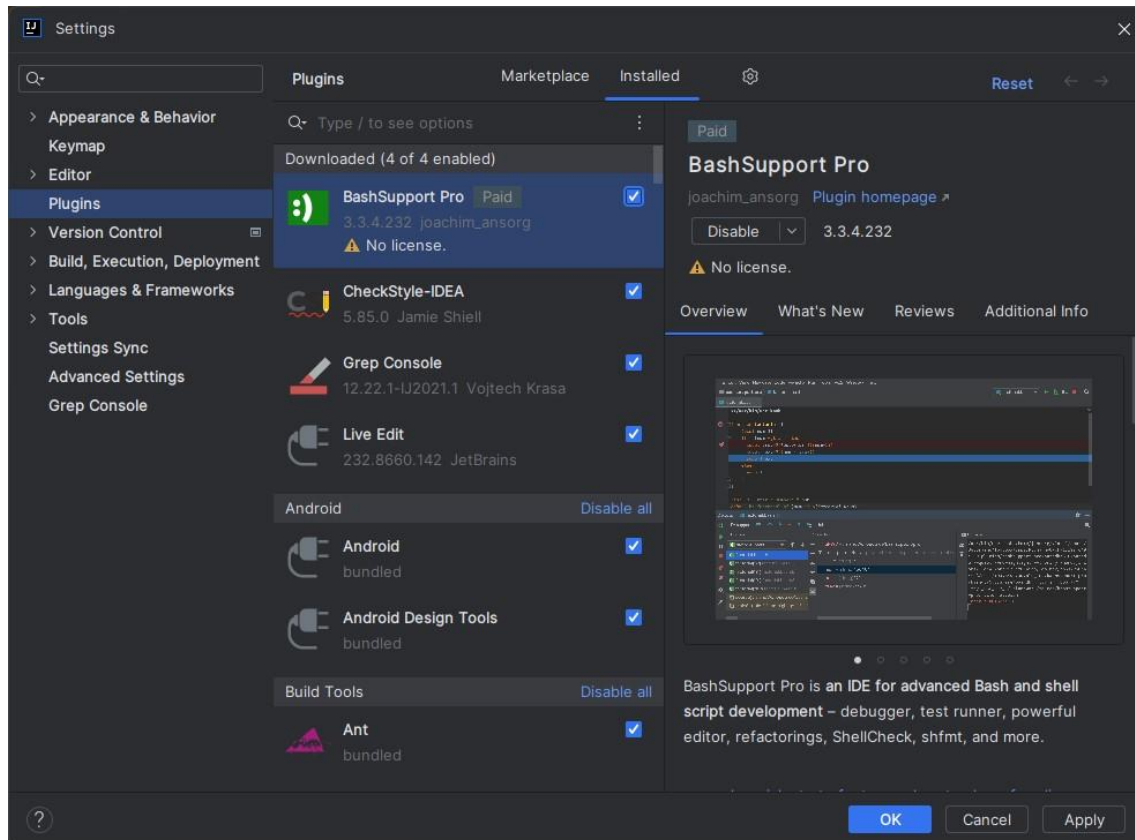 IJ Settings
Appearance & Behavior
Keymap
Editor
Plugins
Version Control
Build, Execution, Deployment
Languages & Frameworks
Tools
Settings Sync
Advanced Settings
Grep Console
Plugins Marketplace Installed
Reset
Type / to see options
Downloaded (4 of 4 enabled)
:)
BashSupport Pro Paid
3.3.4.232 joachim_ansorg
No license.
CheckStyle-IDEA
5.85.0 Jamie Shiell
Grep Console
12.22.1-IJ2021.1 Vojtech Krasa
Live Edit
232.8660.142 JetBrains
Android Disable all
Android
bundled
Android Design Tools
bundled
Build Tools Disable all
Ant
bundled
Paid
BashSupport Pro
joachim_ansorg Plugin homepage
Disable 3.3.4.232
No license.
Overview What's New Reviews Additional Info
BashSupport Pro is an IDE for advanced Bash and shell
script development – debugger, test runner, powerful
editor, refactorings, ShellCheck, shfmt, and more.
?
OK Cancel Apply